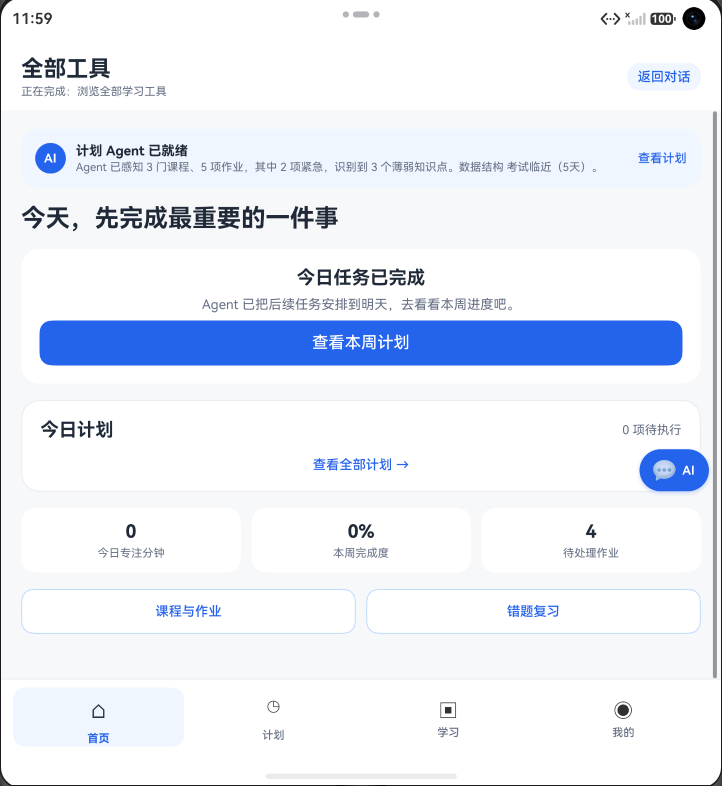 11:59
100
全部工具
返回对话
正在完成：浏览全部学习工具
AI
计划 Agent 已就绪
Agent 已感知 3 门课程、5 项作业，其中 2 项紧急，识别到 3 个薄弱知识点。数据结构 考试临近（5天）。
查看计划
今天，先完成最重要的一件事
今日任务已完成
Agent 已把后续任务安排到明天，去看看本周进度吧。
查看本周计划
今日计划
0 项待执行
查看全部计划 →
AI
0
今日专注分钟
0%
本周完成度
4
待处理作业
课程与作业
错题复习
首页
计划
学习
我的